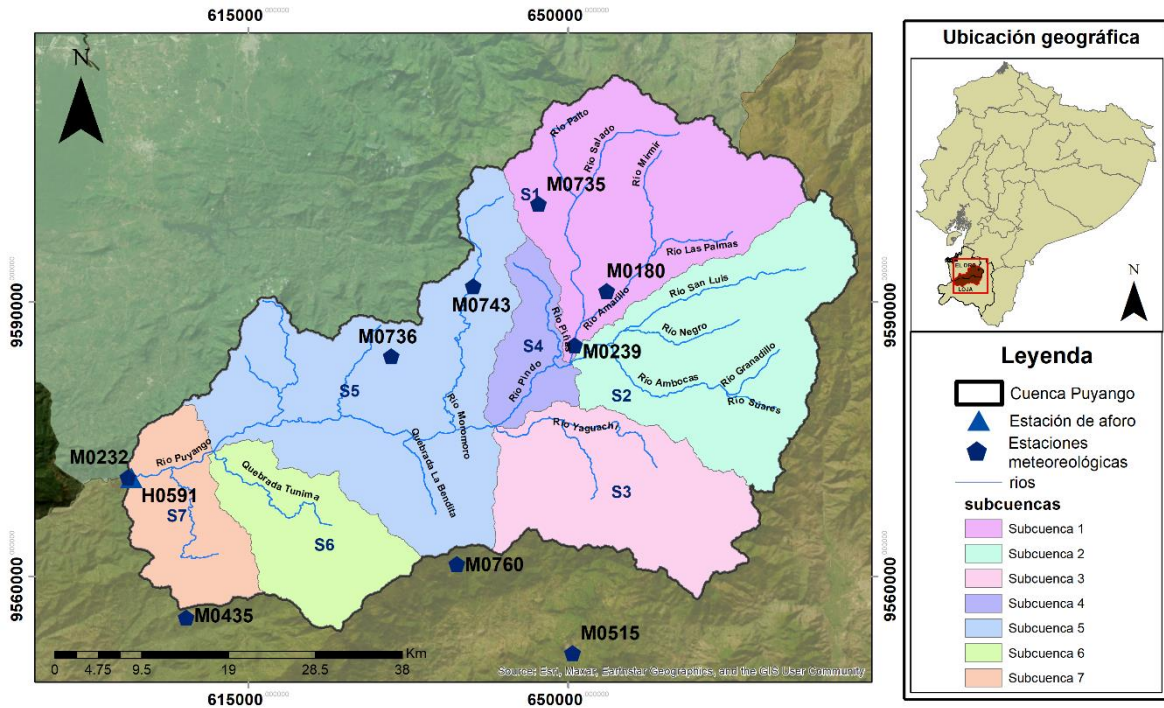 615000
650000
N
Río Palto
Río Salado
Río Mirmir
S1
M0735
Río Las Palmas
M0180
Río San Luis
Río Amarillo
9590000
9590000
M0743
Río Piñas
Río Negro
M0736
S4
M0239
Río Granadillo
Río Pindo
Río Ambocas
S5
S2
Río Suares
Río Moromoro
Río Yaguachi
Río Puyango
M0232
Quebrada La Bendita
Quebrada Tunima
H0591
S3
S7
S6
M0760
9560000
9560000
M0435
M0515
Km
0 4.75 9.5 19 28.5 38
Source: Esri, Maxar, Earthstar Geographics, and the GIS User Community
615000
650000
Ubicación geográfica
LOJA
N
Leyenda
Cuenca Puyango
Estación de aforo
Estaciones
meteoreológicas
rios
subcuencas
Subcuenca 1
Subcuenca 2
Subcuenca 3
Subcuenca 4
Subcuenca 5
Subcuenca 6
Subcuenca 7